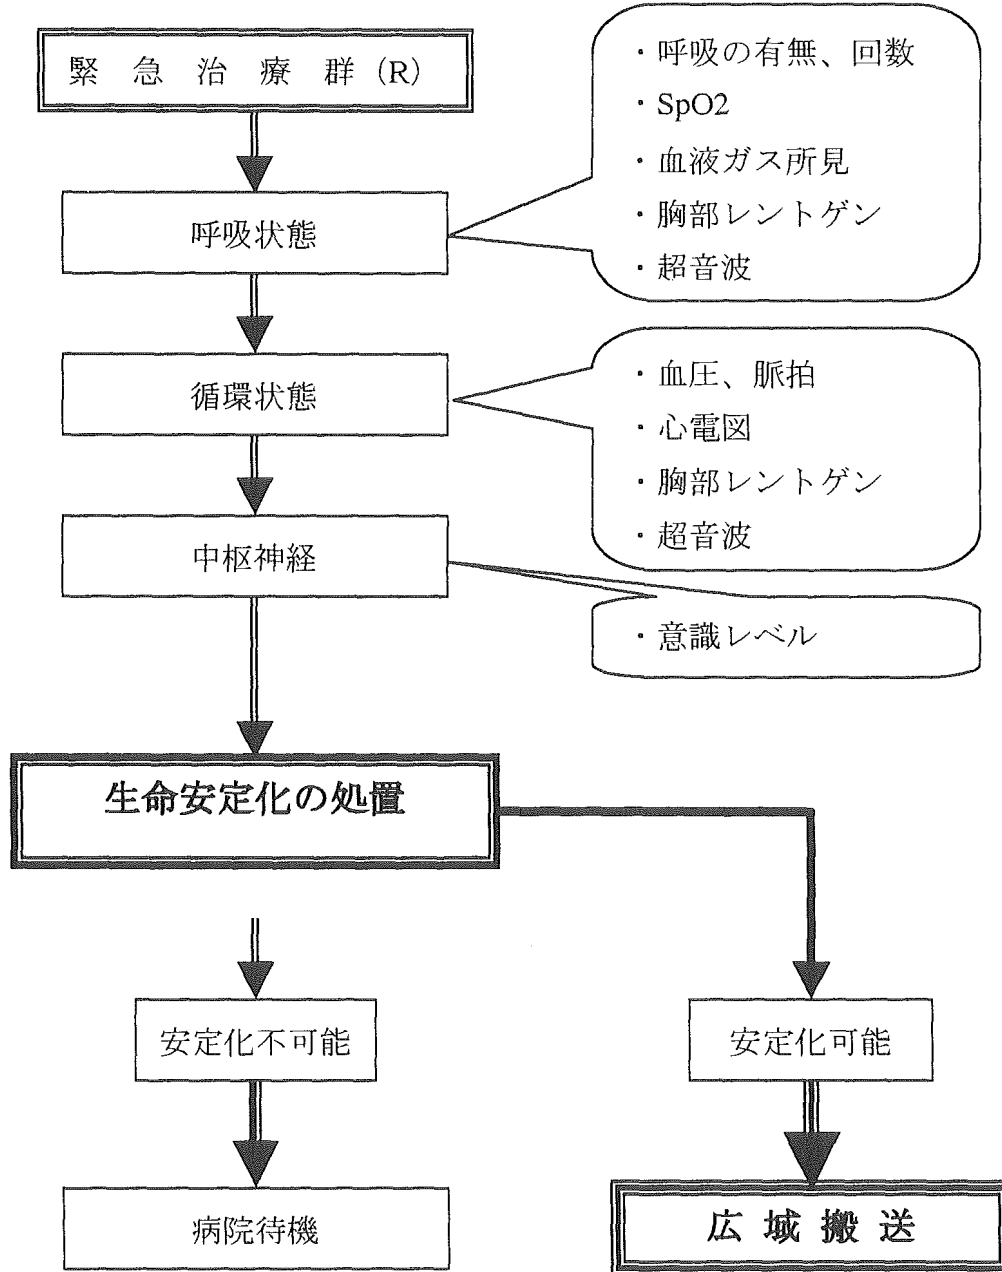 緊 急 治 療 群 (R)
・呼吸の有無、回数
・SpO2
・血液ガス所見
・胸部レントゲン
・超音波
呼吸状態
循環状態
・血圧、脈拍
・心電図
・胸部レントゲン
・超音波
中枢神経
・意識レベル
生命安定化の処置
安定化不可能
安定化可能
病院待機
広 域 搬 送